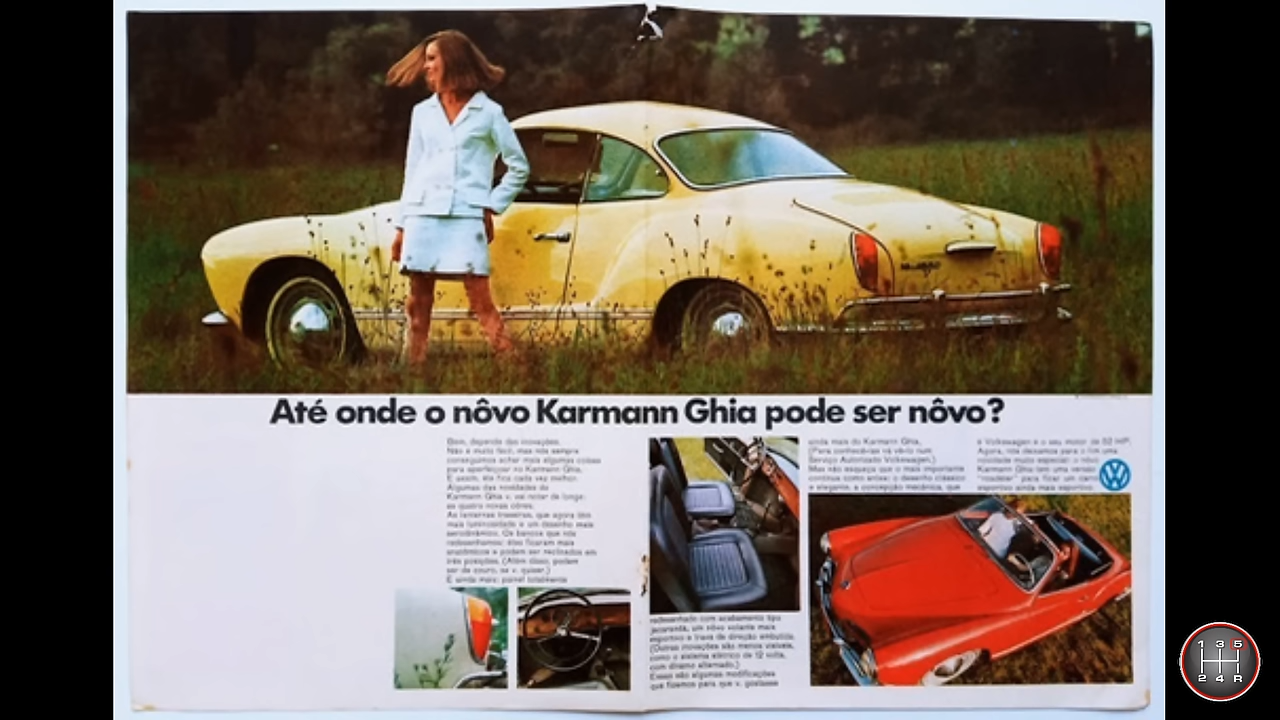 Até onde o nôvo Karmann Ghia pode ser nôvo?
Bem, depende das inovações.
Não é muito fácil, mas nós sempre
conseguimos achar mais algumas coisas
para aperfeiçoar no Karmann Ghia.
E assim, êle fica cada vez melhor.
Algumas das novidades do
Karmann Ghia v. vai notar de longe:
as quatro novas côres.
As lanternas traseiras, que agora têm
mais luminosidade e um desenho mais
aerodinâmico. Os bancos que nós
redesenhamos: êles ficaram mais
anatômicos e podem ser reclinados em
três posições. (Além disso, podem
ser de couro, se v. quiser.)
E ainda mais: painel totalmente
redesenhado com acabamento tipo
jacarandá, um nôvo volante mais
esportivo e trava de direção embutida.
(Outras inovações são menos visíveis,
como o sistema elétrico de 12 volts,
com dínamo alternado.)
Essas são algumas modificações
que fizemos para que v. gostasse
ainda mais do Karmann Ghia.
(Para conhecê-las vá vê-lo num
Serviço Autorizado Volkswagen.)
Mas não esqueça que o mais importante
continua como antes: o desenho clássico
e elegante, a concepção mecânica, que
é Volkswagen e o seu motor de 52 HP.
Agora, nós deixamos para o fim uma
novidade muito especial: o nôvo
Karmann Ghia tem uma versão
"roadster" para ficar um carro
esportivo ainda mais esportivo.
1 3 5
2 4 R